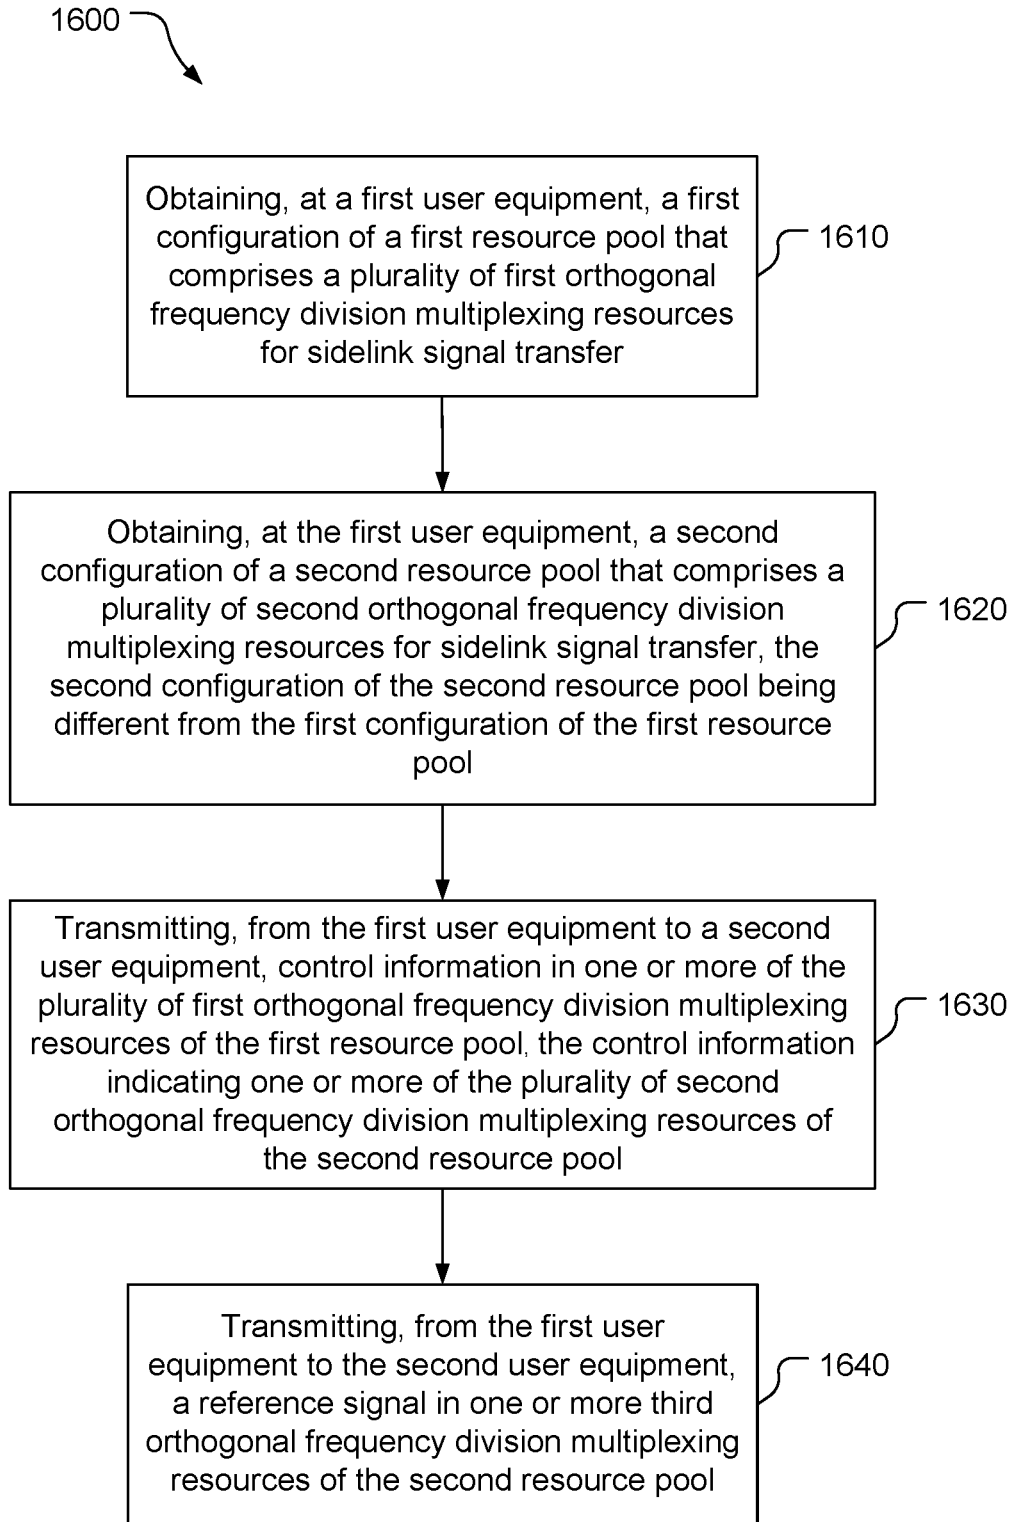 1600
Obtaining, at a first user equipment, a first
configuration of a first resource pool that
comprises a plurality of first orthogonal
frequency division multiplexing resources
for sidelink signal transfer
1610
Obtaining, at the first user equipment, a second
configuration of a second resource pool that comprises a
plurality of second orthogonal frequency division
multiplexing resources for sidelink signal transfer, the
second configuration of the second resource pool being
different from the first configuration of the first resource
pool
1620
Transmitting, from the first user equipment to a second
user equipment, control information in one or more of the
plurality of first orthogonal frequency division multiplexing
resources of the first resource pool, the control information
indicating one or more of the plurality of second
orthogonal frequency division multiplexing resources of
the second resource pool
1630
Transmitting, from the first user
equipment to the second user equipment,
a reference signal in one or more third
orthogonal frequency division multiplexing
resources of the second resource pool
1640